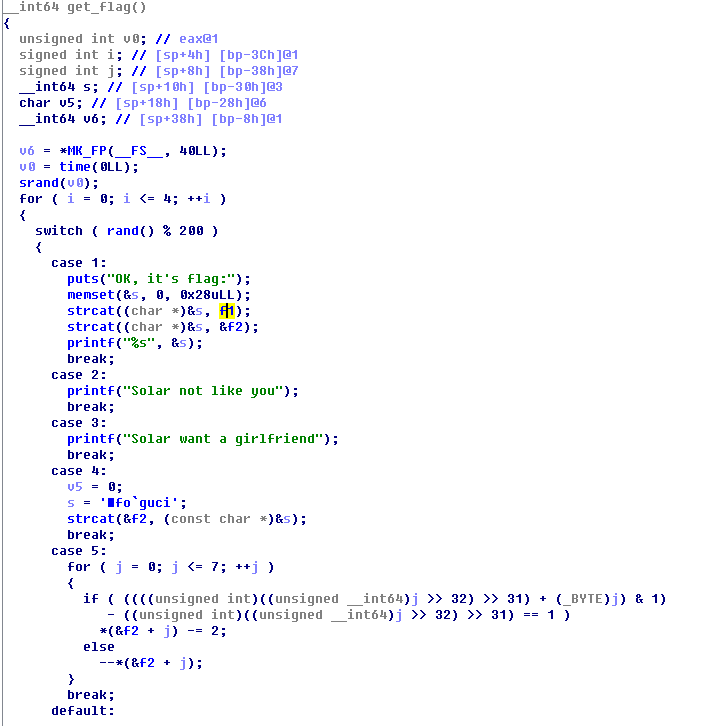 __int64 get_flag()
{
unsigned int v0; // eax@1
signed int i; // [sp+4h] [bp-3Ch]@1
signed int j; // [sp+8h] [bp-38h]@7
__int64 s; // [sp+10h] [bp-30h]@3
char v5; // [sp+18h] [bp-28h]@6
__int64 v6; // [sp+38h] [bp-8h]@1
v6 = *MK_FP(__FS__, 40LL);
v0 = time(0LL);
srand(v0);
for ( i = 0; i <= 4; ++i )
{
switch ( rand() % 200 )
{
case 1:
puts("OK, it's flag:");
memset(&s, 0, 0x28uLL);
strcat((char *)&s, f1);
strcat((char *)&s, &f2);
printf("%s", &s);
break;
case 2:
printf("Solar not like you");
break;
case 3:
printf("Solar want a girlfriend");
break;
case 4:
v5 = 0;
s = '■fo`guci';
strcat(&f2, (const char *)&s);
break;
case 5:
for ( j = 0; j <= 7; ++j )
{
if ( ((((unsigned int)((unsigned __int64)j >> 32) >> 31) + (_BYTE)j) & 1)
- ((unsigned int)((unsigned __int64)j >> 32) >> 31) == 1 )
*(&f2 + j) -= 2;
else
--*(&f2 + j);
}
break;
default: